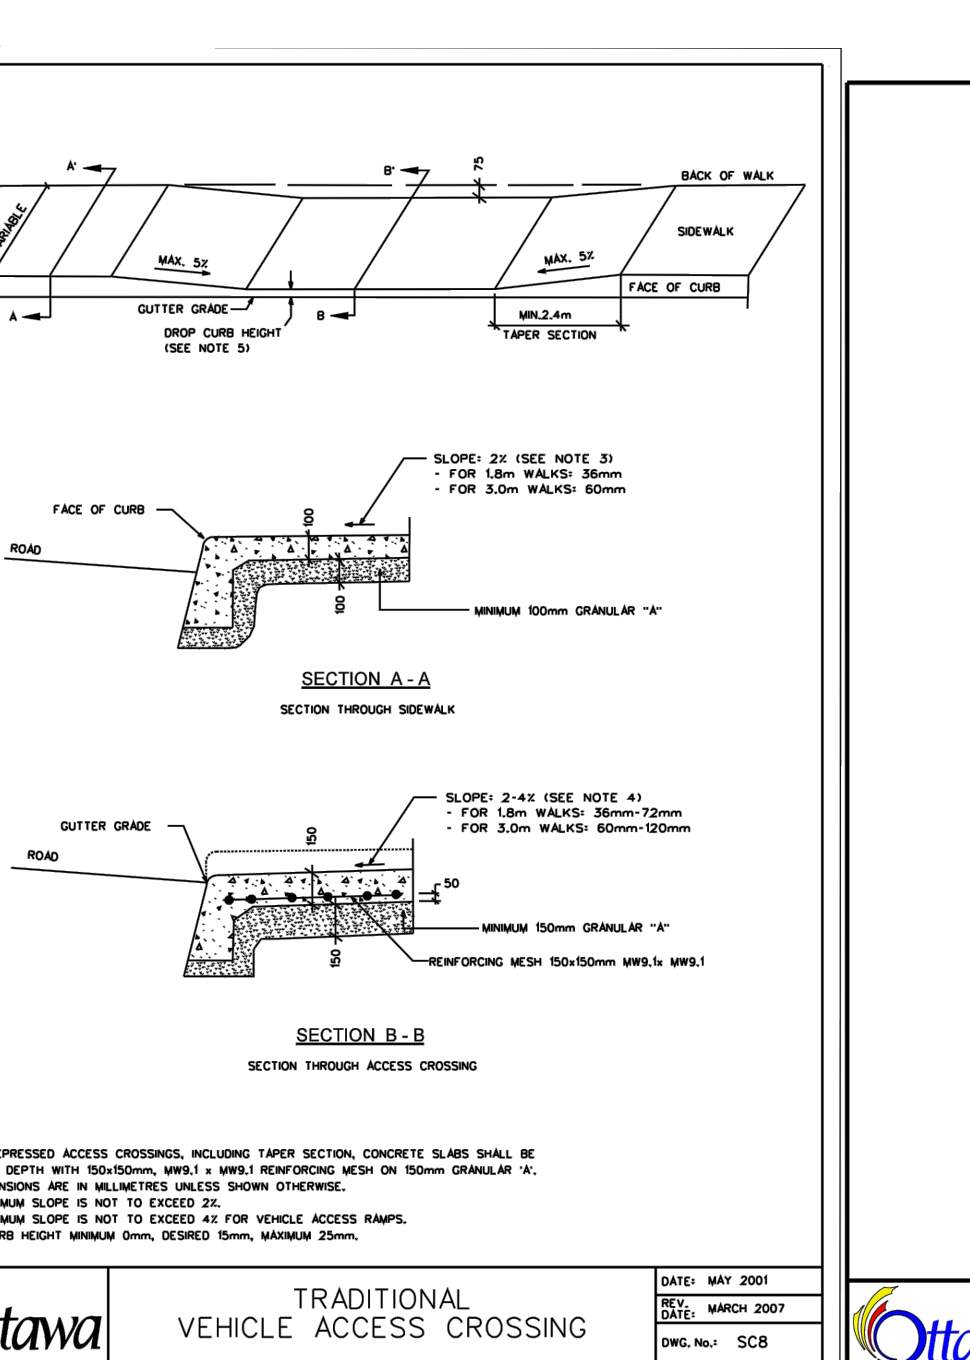 A'
B'
75
BACK OF WALK
ARIABLE
SIDEWALK
MAX. 5%
MAX. 5%
FACE OF CURB
GUTTER GRADE
A
B
MIN.2.4m
DROP CURB HEIGHT
(SEE NOTE 5)
TAPER SECTION
SLOPE: 2% (SEE NOTE 3)
- FOR 1.8m WALKS: 36mm
- FOR 3.0m WALKS: 60mm
FACE OF CURB
100
ROAD
100
MINIMUM 100mm GRANULAR "A"
SECTION A - A
SECTION THROUGH SIDEWALK
SLOPE: 2-4% (SEE NOTE 4)
- FOR 1.8m WALKS: 36mm-72mm
- FOR 3.0m WALKS: 60mm-120mm
GUTTER GRADE
150
ROAD
50
MINIMUM 150mm GRANULAR "A"
150
REINFORCING MESH 150x150mm MW9.1x MW9.1
SECTION B - B
SECTION THROUGH ACCESS CROSSING
EPRESSED ACCESS CROSSINGS, INCLUDING TAPER SECTION, CONCRETE SLABS SHALL BE
DEPTH WITH 150x150mm, MW9.1 x MW9.1 REINFORCING MESH ON 150mm GRANULAR 'A'.
NSIONS ARE IN MILLIMETRES UNLESS SHOWN OTHERWISE.
MUM SLOPE IS NOT TO EXCEED 2%.
MUM SLOPE IS NOT TO EXCEED 4% FOR VEHICLE ACCESS RAMPS.
RB HEIGHT MINIMUM 0mm, DESIRED 15mm, MAXIMUM 25mm.
tawa
TRADITIONAL
VEHICLE ACCESS CROSSING
DATE: MAY 2001
REV. DATE: MARCH 2007
DWG. No.: SC8
Otta